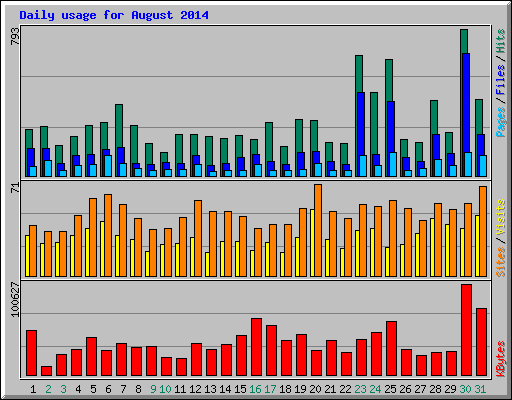 Daily usage for August 2014
793
Pages / Files / Hits
71
Sites / Visits
100627
KBytes
1 2 3 4 5 6 7 8 9 10 11 12 13 14 15 16 17 18 19 20 21 22 23 24 25 26 27 28 29 30 31